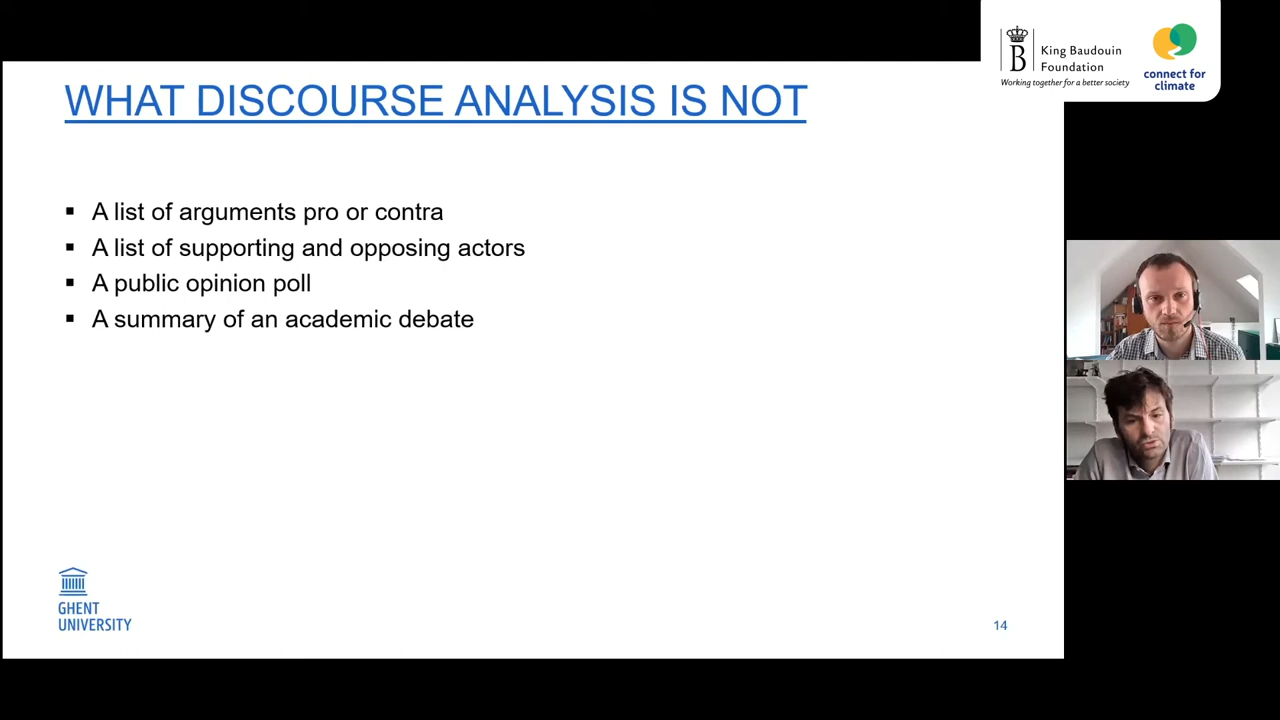 King Baudouin
Foundation
Working together for a better society
connect for
climate
WHAT DISCOURSE ANALYSIS IS NOT
▪ A list of arguments pro or contra
▪ A list of supporting and opposing actors
▪ A public opinion poll
▪ A summary of an academic debate
GHENT
UNIVERSITY
14